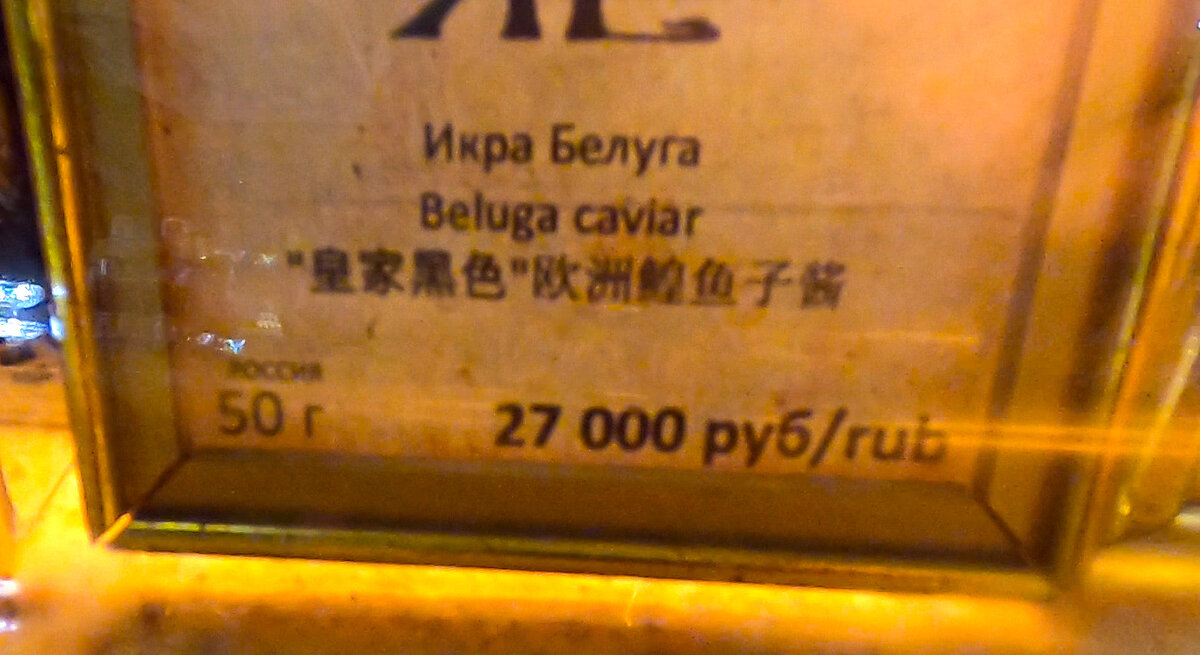 Икра Белуга
Beluga caviar
"皇家黑色"欧洲鳇鱼子酱
РОССИЯ
50 г
27 000 руб/rub